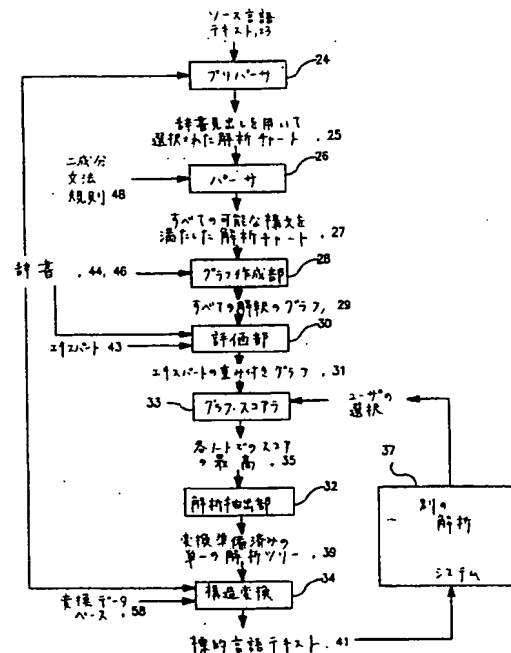 ソース言語
テキスト,23
プリパーサ
24
辞書見出しを用いて
選択された解析チャート . 25
二成分
文法
規則 48
パーサ
26
すべての可能な構文を
満たした解析チャート . 27
辞書 . 44, 46
グラフ作成部
28
すべての解釈のグラフ, 29
エキスパート 43
評価部
30
エキスパートの重み付きグラフ . 31
33
グラフ・スコアラ
ユーザの
選択
各ノードでのスコア
の最高 . 35
37
別の
解析
システム
解析抽出部
32
変換準備済みの
単一の解析ツリー . 39
構造変換
34
変換データ
ベース . 58
標的言語テキスト . 41